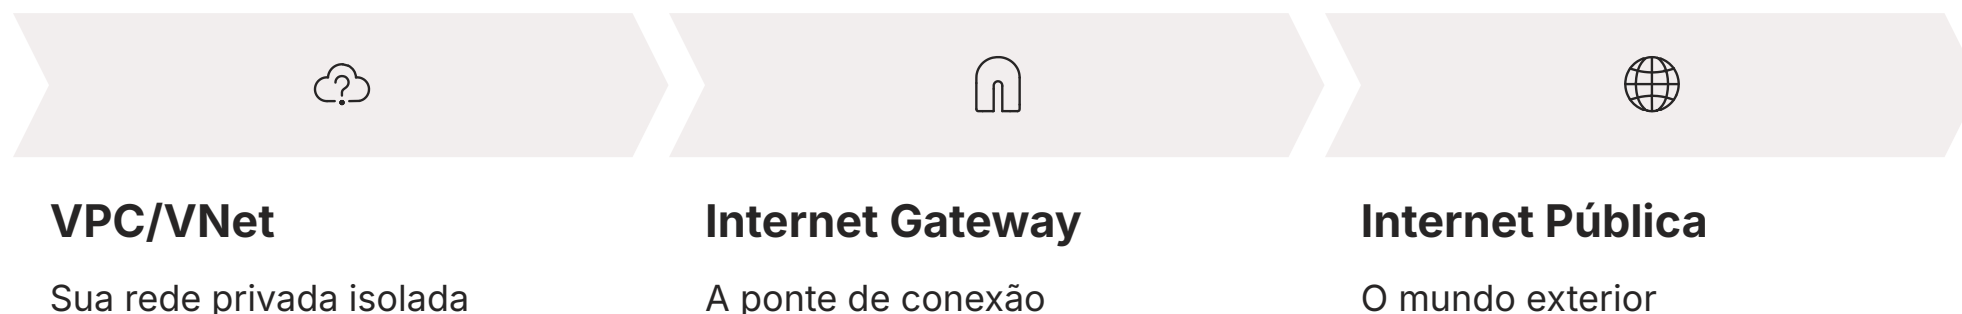 VPC/VNet
Sua rede privada isolada
Internet Gateway
A ponte de conexão
Internet Pública
O mundo exterior